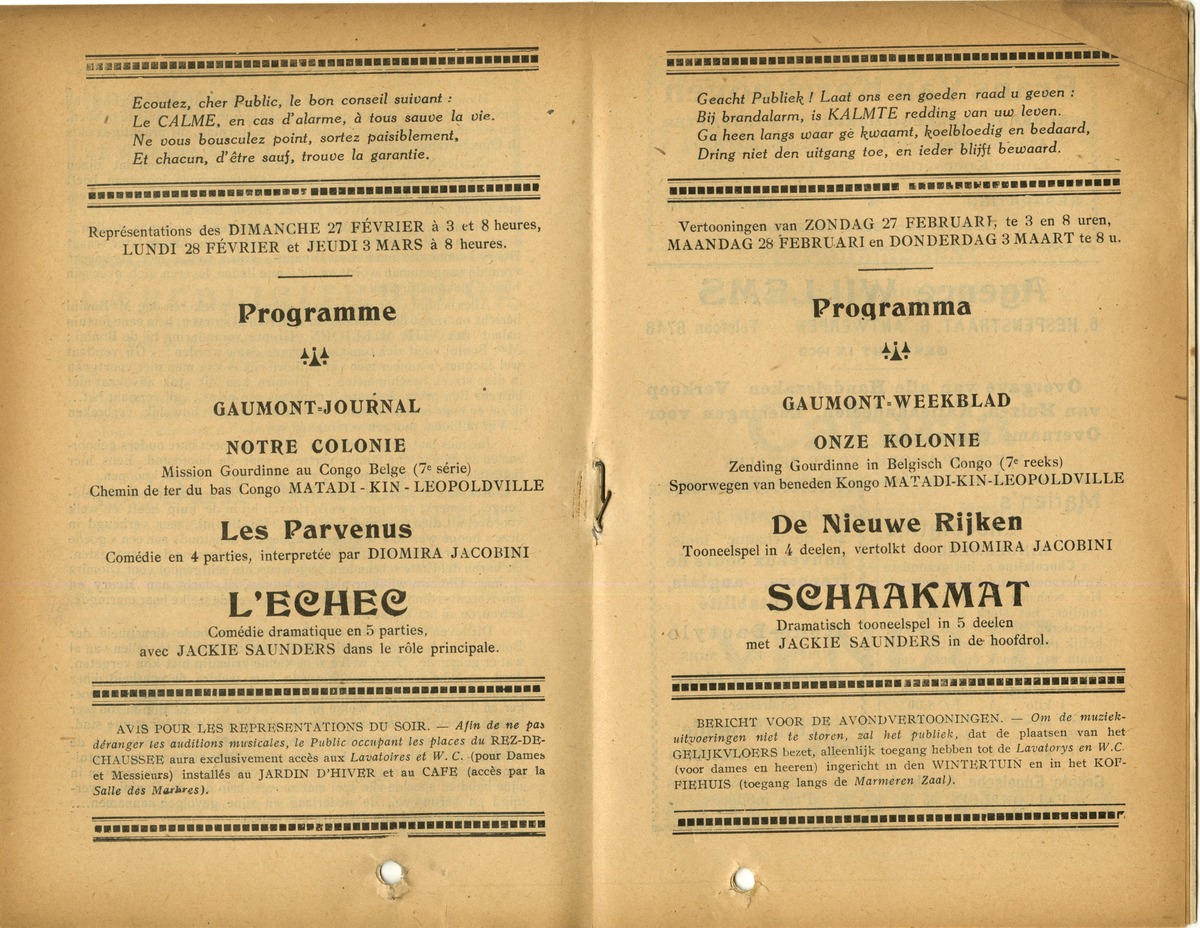 Ecoutez, cher Public, le bon conseil suivant :
Le CALME, en cas d'alarme, à tous sauve la vie.
Ne vous bousculez point, sortez paisiblement,
Et chacun, d'être sauf, trouve la garantie.
Représentations des DIMANCHE 27 FÉVRIER à 3 et 8 heures,
LUNDI 28 FÉVRIER et JEUDI 3 MARS à 8 heures.
Programme
GAUMONT=JOURNAL
NOTRE COLONIE
Mission Gourdinne au Congo Belge (7e série)
Chemin de fer du bas Congo MATADI - KIN - LEOPOLDVILLE
Les Parvenus
Comédie en 4 parties, interpretée par DIOMIRA JACOBINI
L'ECHEC
Comédie dramatique en 5 parties,
avec JACKIE SAUNDERS dans le rôle principale.
AVIS POUR LES REPRESENTATIONS DU SOIR. — Afin de ne pas
déranger les auditions musicales, le Public occupant les places du REZ-DE-
CHAUSSEE aura exclusivement accès aux Lavatoires et W. C. (pour Dames
et Messieurs) installés au JARDIN D'HIVER et au CAFE (accès par la
Salle des Marbres).
Geacht Publiek ! Laat ons een goeden raad u geven :
Bij brandalarm, is KALMTE redding van uw leven.
Ga heen langs waar ge kwaamt, koelbloedig en bedaard,
Dring niet den uitgang toe, en ieder blijft bewaard.
Vertooningen van ZONDAG 27 FEBRUARI, te 3 en 8 uren,
MAANDAG 28 FEBRUARI en DONDERDAG 3 MAART te 8 u.
Programma
GAUMONT=WEEKBLAD
ONZE KOLONIE
Zending Gourdinne in Belgisch Congo (7e reeks)
Spoorwegen van beneden Kongo MATADI-KIN-LEOPOLDVILLE
De Nieuwe Rijken
Tooneelspel in 4 deelen, vertolkt door DIOMIRA JACOBINI
SCHAAKMAT
Dramatisch tooneelspel in 5 deelen
met JACKIE SAUNDERS in de hoofdrol.
BERICHT VOOR DE AVONDVERTOONINGEN. — Om de muziek-
uitvoeringen niet te storen, zal het publiek, dat de plaatsen van het
GELIJKVLOERS bezet, alleenlijk toegang hebben tot de Lavatorys en W.C.
(voor dames en heeren) ingericht in den WINTERTUIN en in het KOF-
FIEHUIS (toegang langs de Marmeren Zaal).